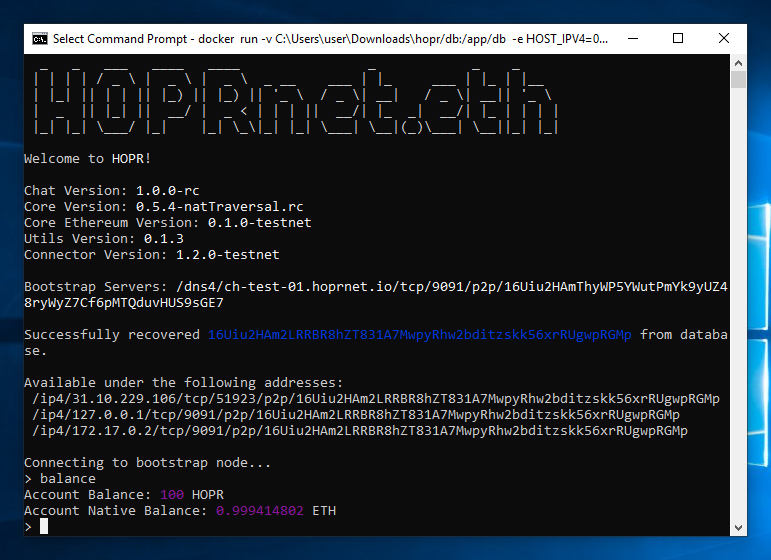 Select Command Prompt - docker run -v C:\Users\user\Downloads\hopr/db:/app/db -e HOST_IPV4=0...
HOPRnet.eth
Welcome to HOPR!
Chat Version: 1.0.0-rc
Core Version: 0.5.4-natTraversal.rc
Core Ethereum Version: 0.1.0-testnet
Utils Version: 0.1.3
Connector Version: 1.2.0-testnet
Bootstrap Servers: /dns4/ch-test-01.hoprnet.io/tcp/9091/p2p/16Uiu2HAmThyWP5YWutPmYk9yUZ4
8ryWyZ7Cf6pMTQduvHUS9sGE7
Successfully recovered 16Uiu2HAm2LRRBR8hZT831A7MwpyRhw2bditzskk56xrRUgwpRGMp from databa
se.
Available under the following addresses:
/ip4/31.10.229.106/tcp/51923/p2p/16Uiu2HAm2LRRBR8hZT831A7MwpyRhw2bditzskk56xrRUgwpRGMp
/ip4/127.0.0.1/tcp/9091/p2p/16Uiu2HAm2LRRBR8hZT831A7MwpyRhw2bditzskk56xrRUgwpRGMp
/ip4/172.17.0.2/tcp/9091/p2p/16Uiu2HAm2LRRBR8hZT831A7MwpyRhw2bditzskk56xrRUgwpRGMp
Connecting to bootstrap node...
> balance
Account Balance: 100 HOPR
Account Native Balance: 0.999414802 ETH
>